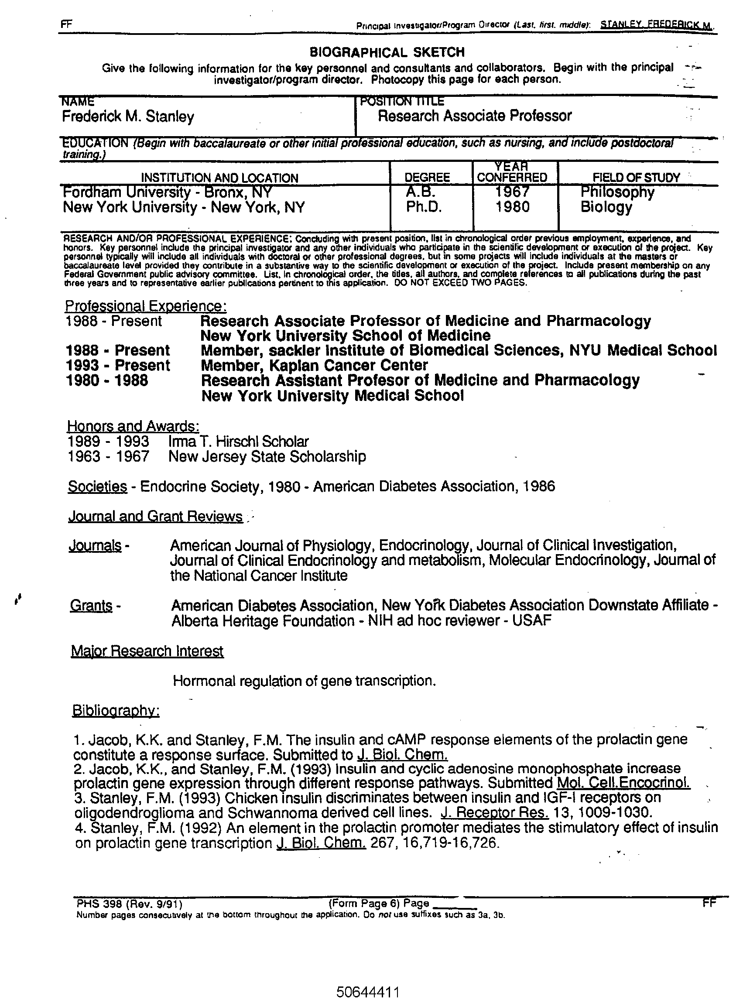 FF
Principal Investigator/Program Director (Last, first, middle): STANLEY, FREDERICK M.
BIOGRAPHICAL SKETCH
Give the following information for the key personnel and consultants and collaborators. Begin with the principal
investigator/program director. Photocopy this page for each person.
NAME POSITION TITLE
Frederick M. Stanley Research Associate Professor
EDUCATION (Begin with baccalaureate or other initial professional education, such as nursing, and include postdoctoral
training.)
INSTITUTION AND LOCATION DEGREE YEAR CONFERRED FIELD OF STUDY
Fordham University - Bronx, NY A.B. 1967 Philosophy
New York University - New York, NY Ph.D. 1980 Biology
RESEARCH AND/OR PROFESSIONAL EXPERIENCE: Concluding with present position, list in chronological order previous employment, experience, and
honors. Key personnel include the principal investigator and any other individuals who participate in the scientific development or execution of the project. Key
personnel typically will include all individuals with doctoral or other professional degrees, but in some projects will include individuals at the masters or
baccalaureate level provided they contribute in a substantive way to the scientific development or execution of the project. Include present membership on any
Federal Government public advisory committee. List, in chronological order, the titles, all authors, and complete references to all publications during the past
three years and to representative earlier publications pertinent to this application. DO NOT EXCEED TWO PAGES.
Professional Experience:
1988 - Present Research Associate Professor of Medicine and Pharmacology
New York University School of Medicine
1988 - Present Member, sackler Institute of Biomedical Sciences, NYU Medical School
1993 - Present Member, Kaplan Cancer Center
1980 - 1988 Research Assistant Profesor of Medicine and Pharmacology
New York University Medical School
Honors and Awards:
1989 - 1993 Irma T. Hirschl Scholar
1963 - 1967 New Jersey State Scholarship
Societies - Endocrine Society, 1980 - American Diabetes Association, 1986
Journal and Grant Reviews
Journals - American Journal of Physiology, Endocrinology, Journal of Clinical Investigation,
Journal of Clinical Endocrinology and metabolism, Molecular Endocrinology, Journal of
the National Cancer Institute
Grants - American Diabetes Association, New York Diabetes Association Downstate Affiliate -
Alberta Heritage Foundation - NIH ad hoc reviewer - USAF
Major Research Interest
Hormonal regulation of gene transcription.
Bibliography:
1. Jacob, K.K. and Stanley, F.M. The insulin and cAMP response elements of the prolactin gene
constitute a response surface. Submitted to J. Biol. Chem.
2. Jacob, K.K., and Stanley, F.M. (1993) Insulin and cyclic adenosine monophosphate increase
prolactin gene expression through different response pathways. Submitted Mol. Cell.Encocrinol.
3. Stanley, F.M. (1993) Chicken insulin discriminates between insulin and IGF-I receptors on
oligodendroglioma and Schwannoma derived cell lines. J. Receptor Res. 13, 1009-1030.
4. Stanley, F.M. (1992) An element in the prolactin promoter mediates the stimulatory effect of insulin
on prolactin gene transcription J. Biol. Chem. 267, 16,719-16,726.
PHS 398 (Rev. 9/91) (Form Page 6) Page ______ FF
Number pages consecutively at the bottom throughout the application. Do not use suffixes such as 3a, 3b.
50644411